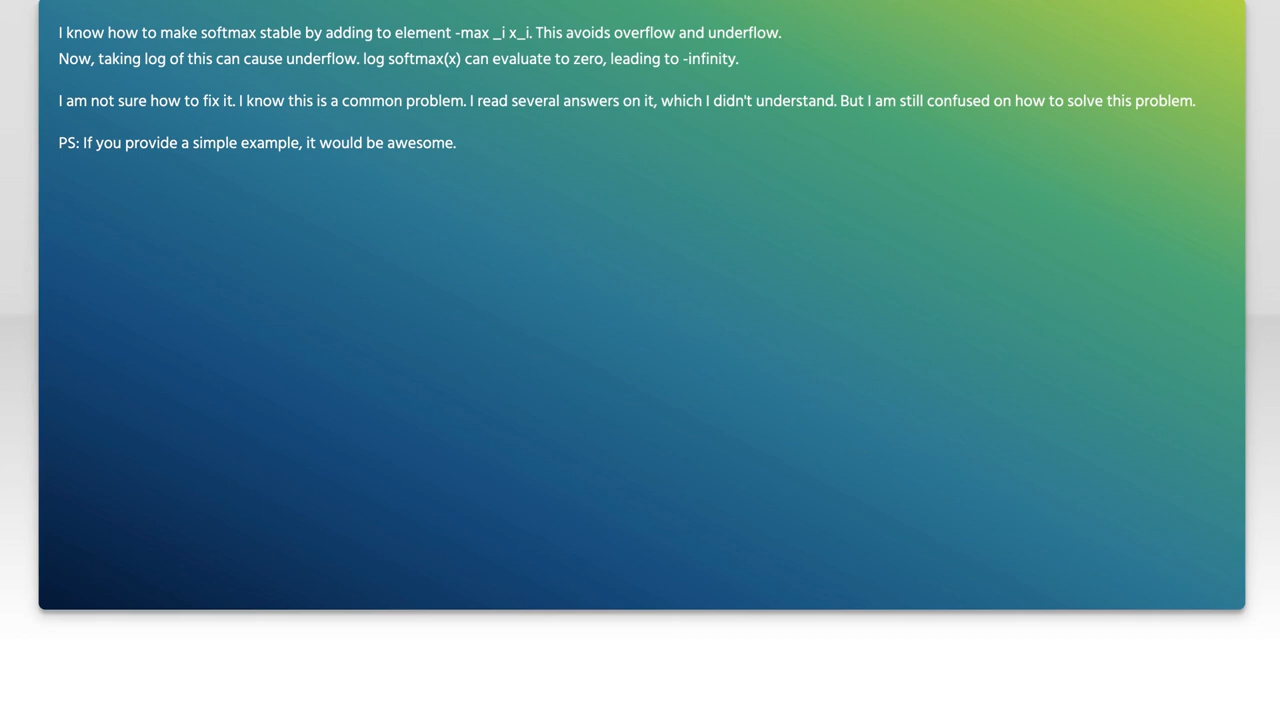 I know how to make softmax stable by adding to element -max _i x_i. This avoids overflow and underflow.
Now, taking log of this can cause underflow. log softmax(x) can evaluate to zero, leading to -infinity.
I am not sure how to fix it. I know this is a common problem. I read several answers on it, which I didn't understand. But I am still confused on how to solve this problem.
PS: If you provide a simple example, it would be awesome.